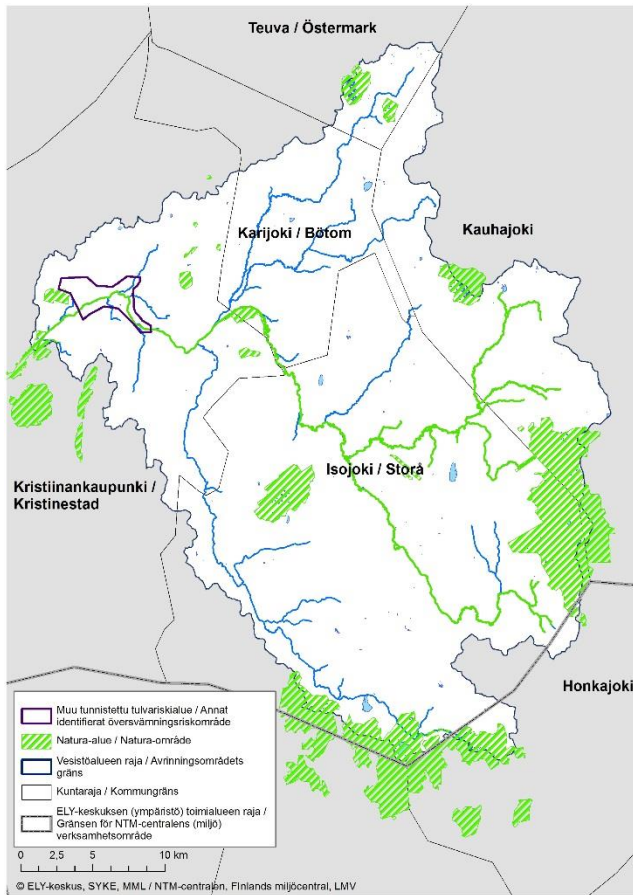 Teuva / Östermark
Karijoki / Bötom
Kauhajoki
Isojoki / Storå
Kristiinankaupunki /
Kristinestad
Honkajoki
Muu tunnistettu tulvariskialue / Annat
identifierat översvämningsriskområde
Natura-alue / Natura-område
Vesistöalueen raja / Avrinningsområdets
gräns
Kuntaraja / Kommungräns
ELY-keskuksen (ympäristö) toimialueen raja /
Gränsen för NTM-centralens (miljö)
verksamhetsområde
0 2,5 5 10 km
© ELY-keskus, SYKE, MML / NTM-centralen, Finlands miljöcentral, LMV